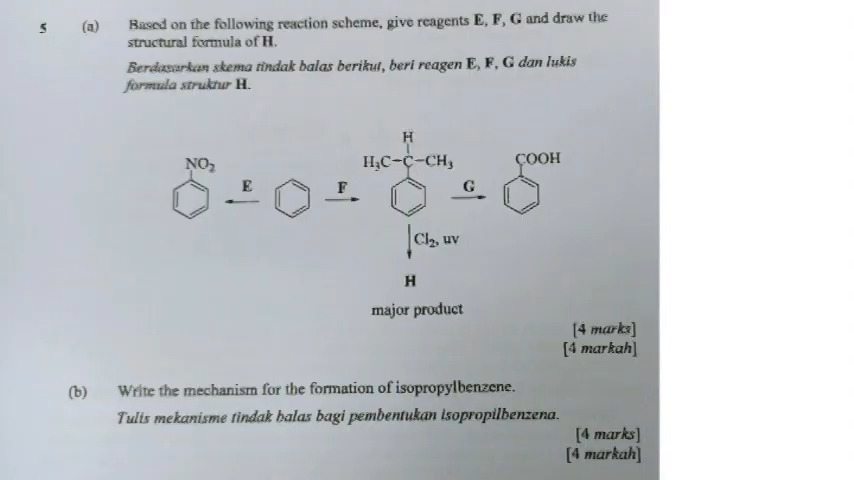 5 (a) Based on the following reaction scheme, give reagents E, F, G and draw the
structural formula of H.
Berdasarkan skema tindak balas berikut, beri reagen E, F, G dan lukis
formula struktur H.
H
NO₂ H₃C-C-CH₃ COOH
E F G
Cl₂, uv
H
major product
[4 marks]
[4 markah]
(b) Write the mechanism for the formation of isopropylbenzene.
Tulis mekanisme tindak balas bagi pembentukan isopropilbenzena.
[4 marks]
[4 markah]